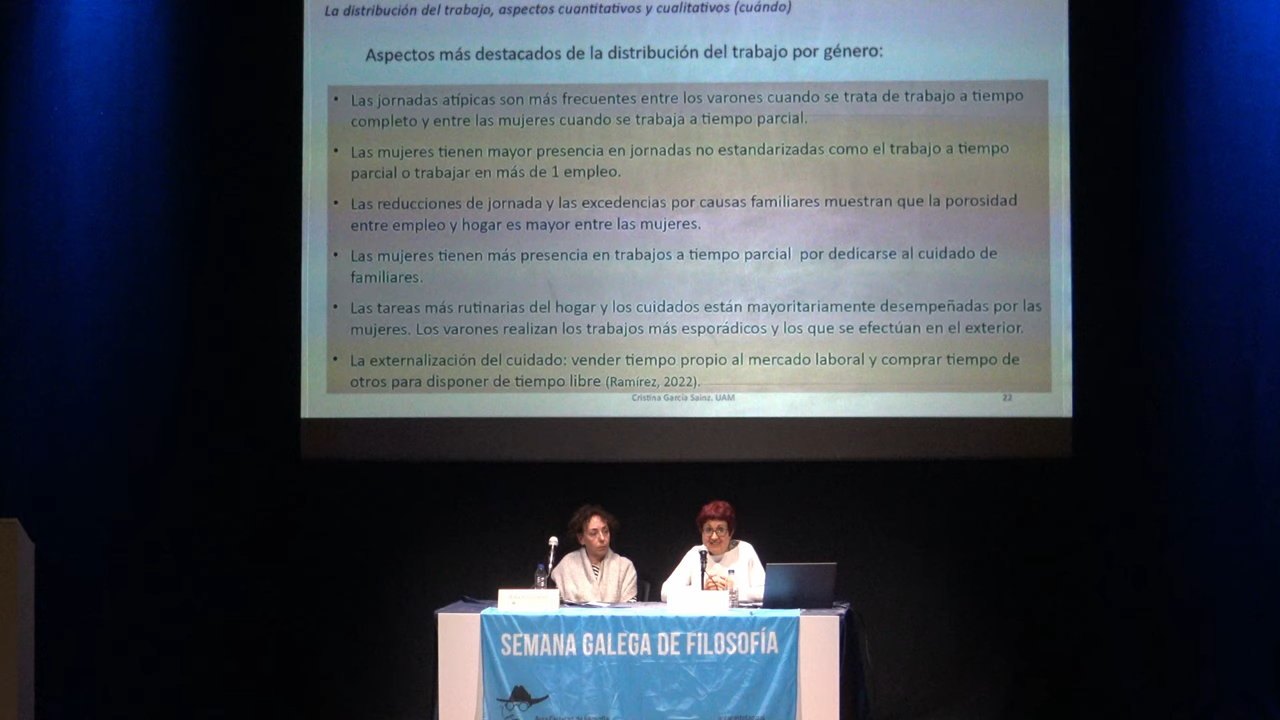 La distribución del trabajo, aspectos cuantitativos y cualitativos (cuándo)
Aspectos más destacados de la distribución del trabajo por género:
• Las jornadas atípicas son más frecuentes entre los varones cuando se trata de trabajo a tiempo
completo y entre las mujeres cuando se trabaja a tiempo parcial.
• Las mujeres tienen mayor presencia en jornadas no estandarizadas como el trabajo a tiempo
parcial o trabajar en más de 1 empleo.
• Las reducciones de jornada y las excedencias por causas familiares muestran que la porosidad
entre empleo y hogar es mayor entre las mujeres.
• Las mujeres tienen más presencia en trabajos a tiempo parcial por dedicarse al cuidado de
familiares.
• Las tareas más rutinarias del hogar y los cuidados están mayoritariamente desempeñadas por las
mujeres. Los varones realizan los trabajos más esporádicos y los que se efectúan en el exterior.
• La externalización del cuidado: vender tiempo propio al mercado laboral y comprar tiempo de
otros para disponer de tiempo libre (Ramírez, 2022).
Cristina García Sainz. UAM
22
SEMANA GALEGA DE FILOSOFÍA